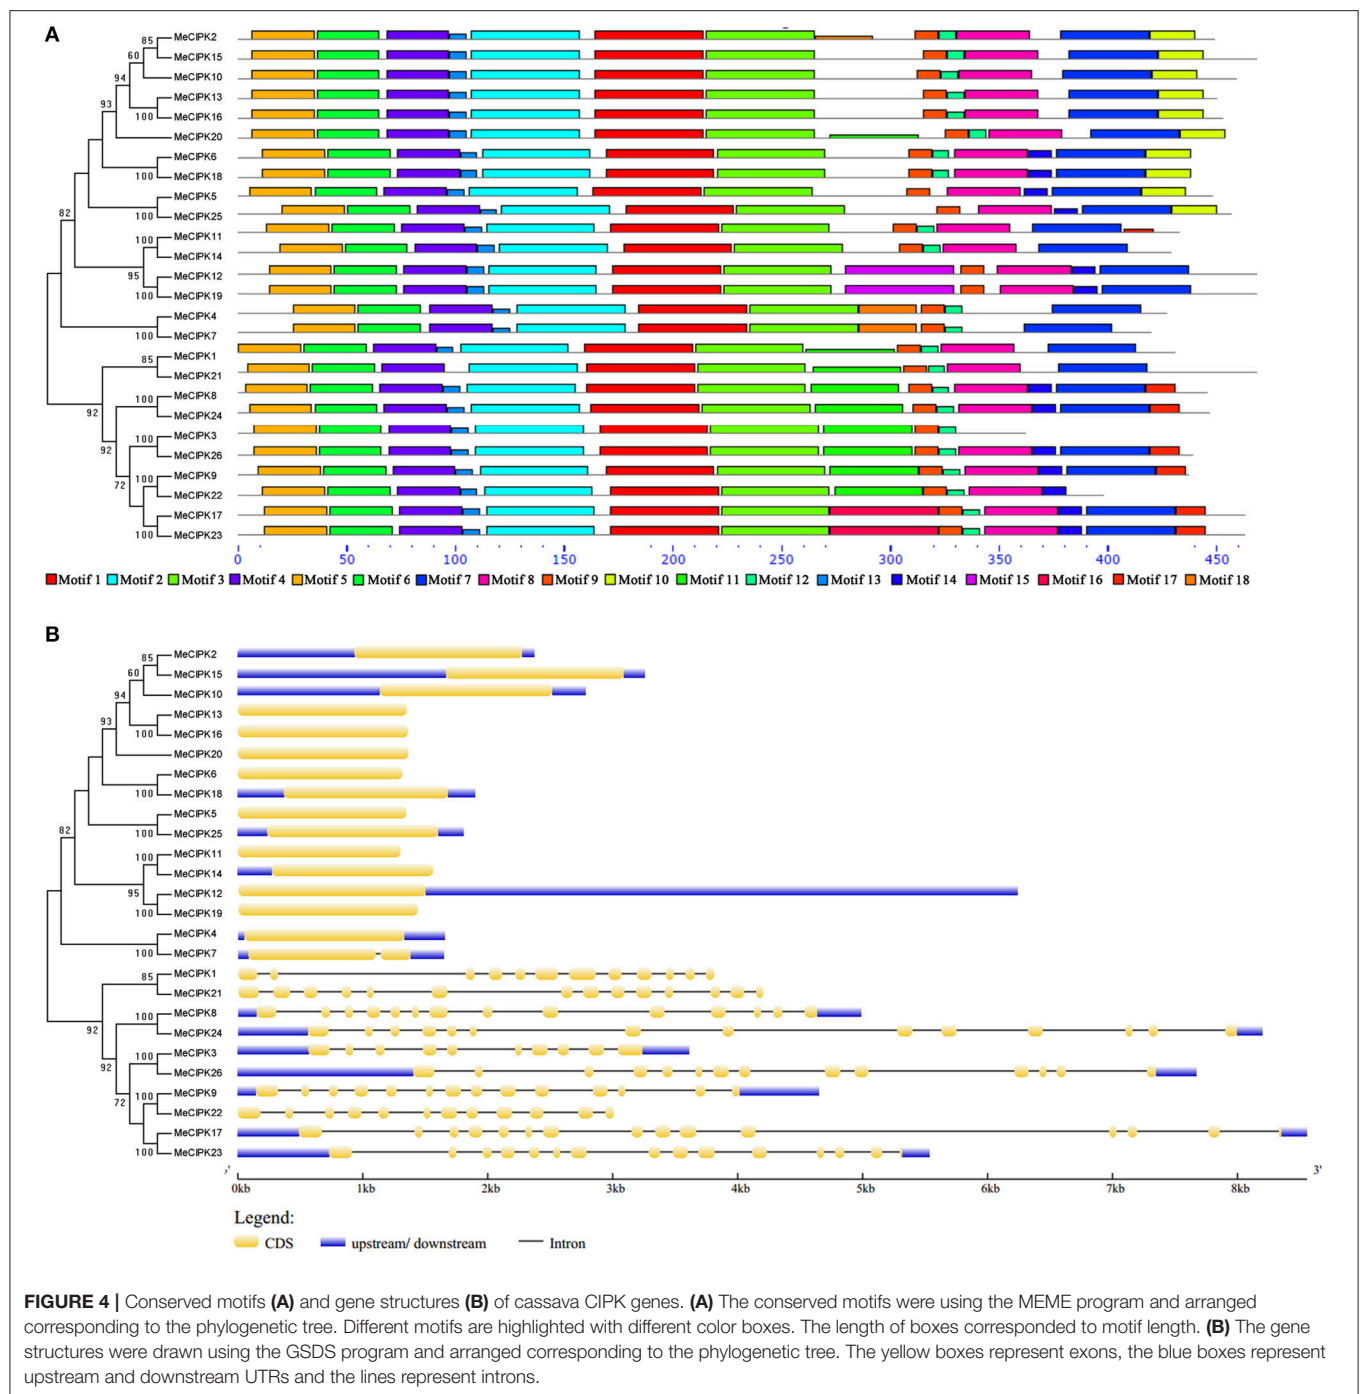 A
85
MeCIPK2
60
MeCIPK15
94
MeCIPK10
93
MeCIPK13
100
MeCIPK16
MeCIPK20
MeCIPK6
100
MeCIPK18
MeCIPK5
82
100
MeCIPK25
100
MeCIPK11
MeCIPK14
95
MeCIPK12
100
MeCIPK19
MeCIPK4
100
MeCIPK7
85
MeCIPK1
MeCIPK21
100
MeCIPK8
92
MeCIPK24
100
MeCIPK3
92
MeCIPK26
100
MeCIPK9
72
MeCIPK22
MeCIPK17
100
MeCIPK23
0 50 100 150 200 250 300 350 400 450
Motif 1 Motif 2 Motif 3 Motif 4 Motif 5 Motif 6 Motif 7 Motif 8 Motif 9 Motif 10 Motif 11 Motif 12 Motif 13 Motif 14 Motif 15 Motif 16 Motif 17 Motif 18
B
85
MeCIPK2
60
MeCIPK15
94
MeCIPK10
93
MeCIPK13
100
MeCIPK16
MeCIPK20
MeCIPK6
100
MeCIPK18
MeCIPK5
82
100
MeCIPK25
100
MeCIPK11
MeCIPK14
95
MeCIPK12
100
MeCIPK19
MeCIPK4
100
MeCIPK7
85
MeCIPK1
MeCIPK21
100
MeCIPK8
92
MeCIPK24
100
MeCIPK3
92
MeCIPK26
100
MeCIPK9
72
MeCIPK22
MeCIPK17
100
MeCIPK23
;' 3'
0kb 1kb 2kb 3kb 4kb 5kb 6kb 7kb 8kb
Legend:
CDS upstream/ downstream Intron
FIGURE 4 | Conserved motifs (A) and gene structures (B) of cassava CIPK genes. (A) The conserved motifs were using the MEME program and arranged
corresponding to the phylogenetic tree. Different motifs are highlighted with different color boxes. The length of boxes corresponded to motif length. (B) The gene
structures were drawn using the GSDS program and arranged corresponding to the phylogenetic tree. The yellow boxes represent exons, the blue boxes represent
upstream and downstream UTRs and the lines represent introns.